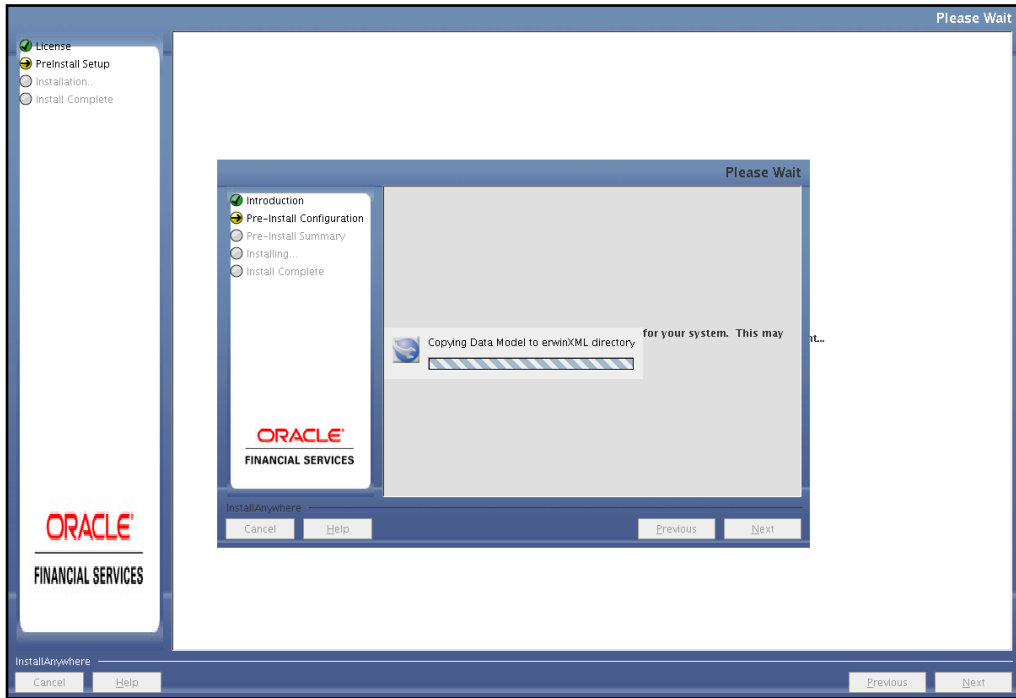 Please Wait
License
PreInstall Setup
Installation..
Install Complete
Please Wait
Introduction
Pre-Install Configuration
Pre-Install Summary
Installing...
Install Complete
for your system. This may
nt...
Copying Data Model to erwinXML directory
ORACLE®
FINANCIAL SERVICES
InstallAnywhere
Cancel Help Previous Next
ORACLE®
FINANCIAL SERVICES
InstallAnywhere
Cancel Help Previous Next